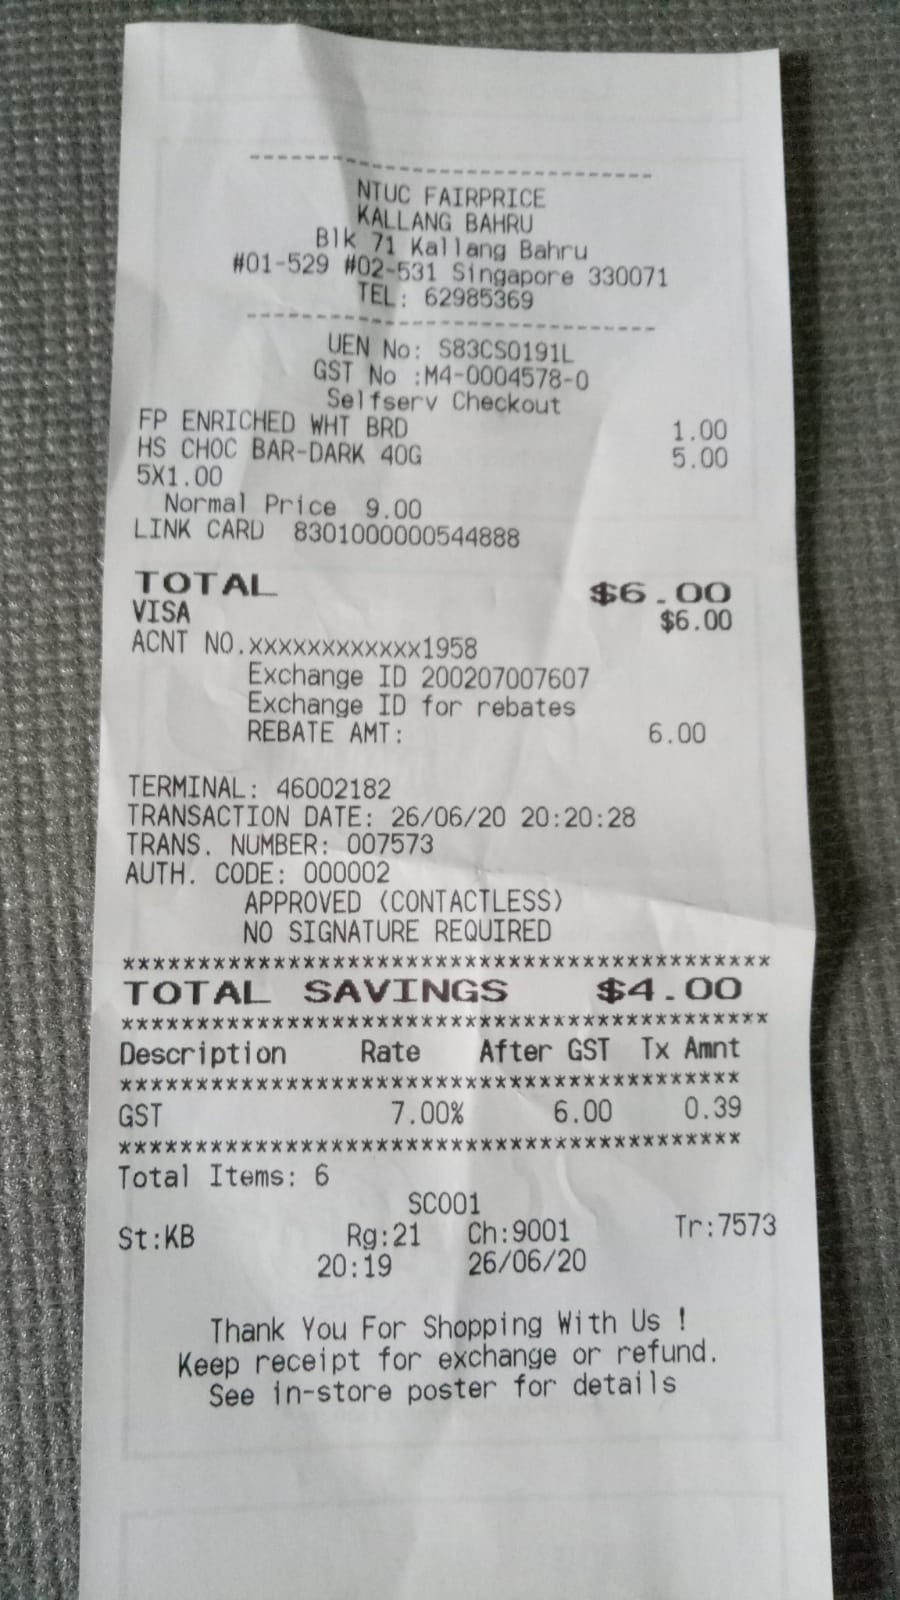 NTUC FAIRPRICE
KALLANG BAHRU
Blk 71 Kallang Bahru
#01-529 #02-531 Singapore 330071
TEL: 62985369
UEN No: S83CS0191L
GST No :M4-0004578-0
Selfserv Checkout
FP ENRICHED WHT BRD 1.00
HS CHOC BAR-DARK 40G 5.00
5X1.00
Normal Price 9.00
LINK CARD 8301000000544888
TOTAL $6.00
VISA $6.00
ACNT NO.xxxxxxxxxxxx1958
Exchange ID 200207007607
Exchange ID for rebates
REBATE AMT: 6.00
TERMINAL: 46002182
TRANSACTION DATE: 26/06/20 20:20:28
TRANS. NUMBER: 007573
AUTH. CODE: 000002
APPROVED (CONTACTLESS)
NO SIGNATURE REQUIRED
*******************************************
TOTAL SAVINGS $4.00
*******************************************
Description Rate After GST Tx Amnt
*****************************************
GST 7.00% 6.00 0.39
*****************************************
Total Items: 6
SC001
St:KB Rg:21 Ch:9001 Tr:7573
20:19 26/06/20
Thank You For Shopping With Us !
Keep receipt for exchange or refund.
See in-store poster for details